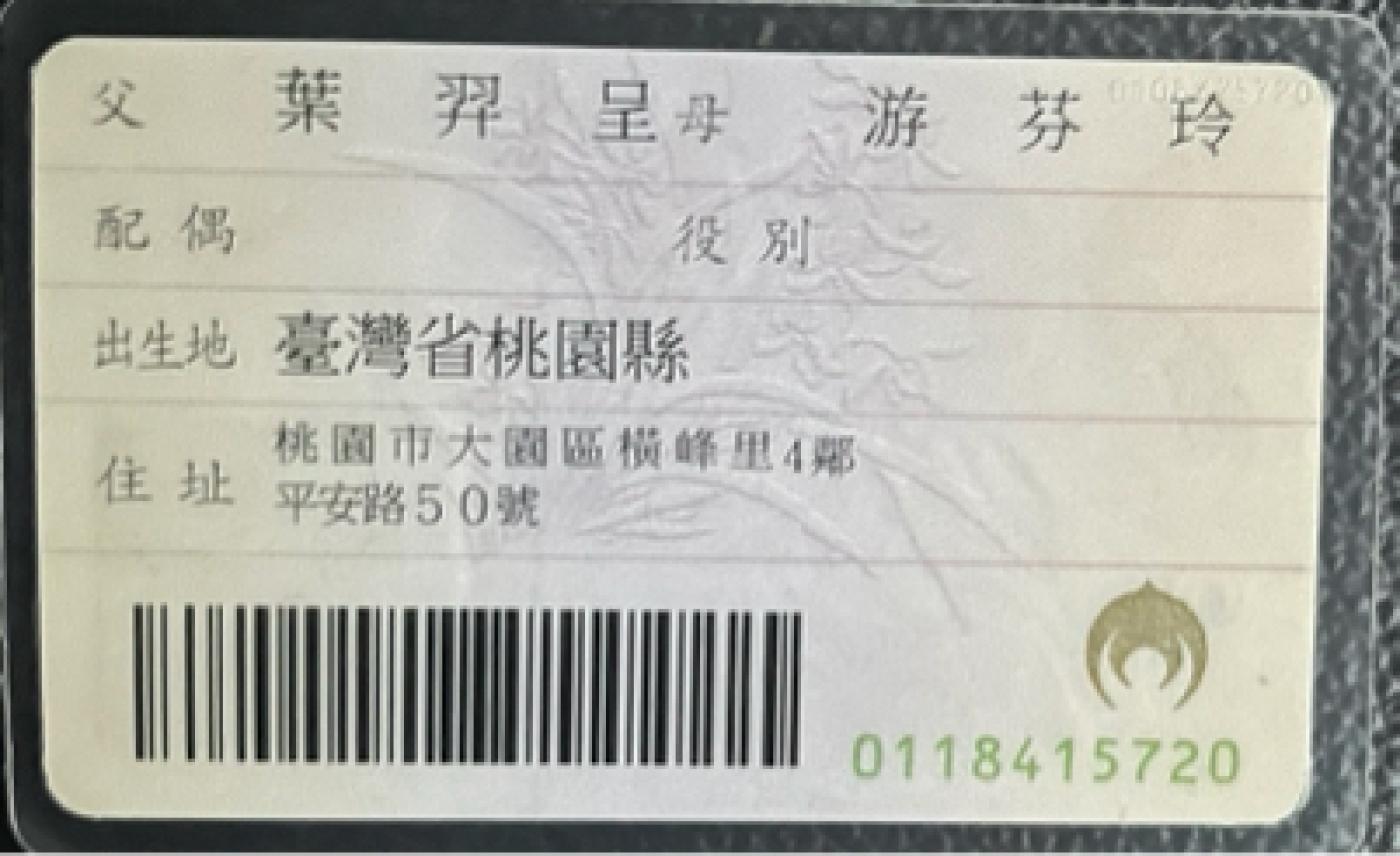 父 葉羿呈 母 游芬玲
配偶 役別
出生地 臺灣省桃園縣
住址 桃園市大園區橫峰里4鄰
平安路50號
0118415720